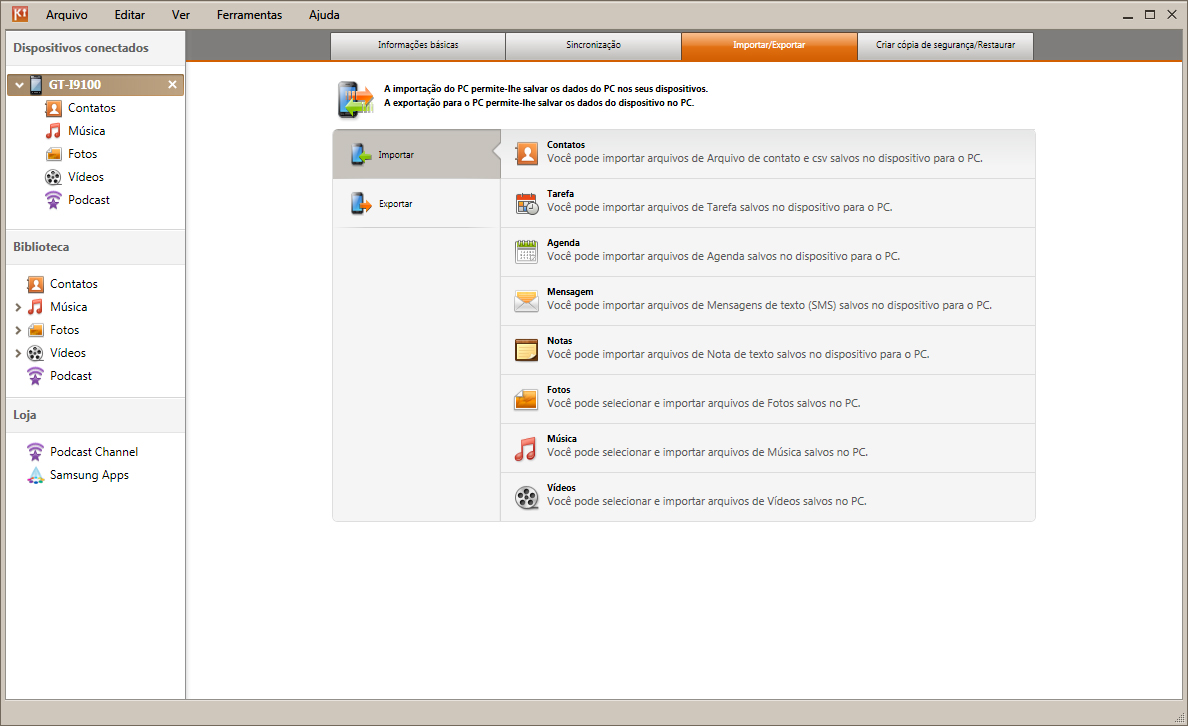 Arquivo Editar Ver Ferramentas Ajuda
Dispositivos conectados
GT-I9100
Contatos
Música
Fotos
Vídeos
Podcast
Biblioteca
Contatos
Música
Fotos
Vídeos
Podcast
Loja
Podcast Channel
Samsung Apps
Informações básicas Sincronização Importar/Exportar Criar cópia de segurança/Restaurar
A importação do PC permite-lhe salvar os dados do PC nos seus dispositivos.
A exportação para o PC permite-lhe salvar os dados do dispositivo no PC.
Importar
Exportar
Contatos
Você pode importar arquivos de Arquivo de contato e csv salvos no dispositivo para o PC.
Tarefa
Você pode importar arquivos de Tarefa salvos no dispositivo para o PC.
Agenda
Você pode importar arquivos de Agenda salvos no dispositivo para o PC.
Mensagem
Você pode importar arquivos de Mensagens de texto (SMS) salvos no dispositivo para o PC.
Notas
Você pode importar arquivos de Nota de texto salvos no dispositivo para o PC.
Fotos
Você pode selecionar e importar arquivos de Fotos salvos no PC.
Música
Você pode selecionar e importar arquivos de Música salvos no PC.
Vídeos
Você pode selecionar e importar arquivos de Vídeos salvos no PC.